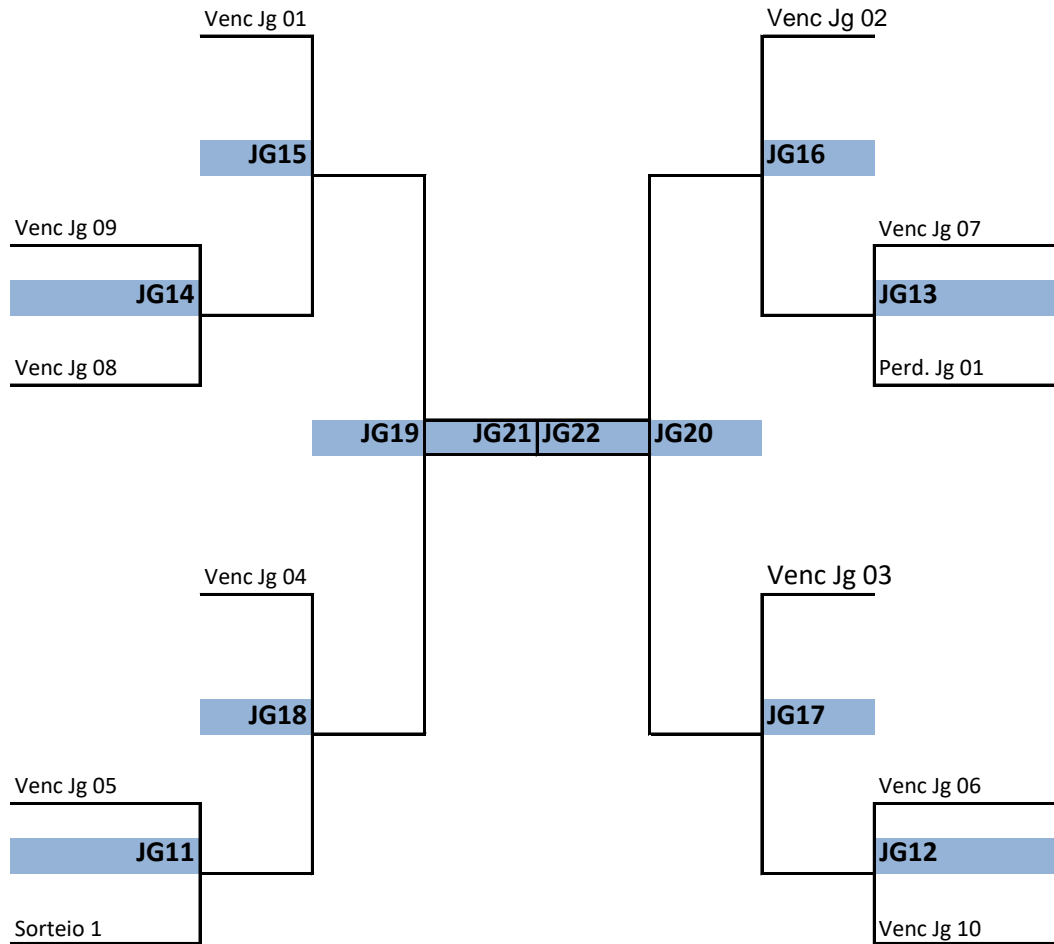 Venc Jg 01
Venc Jg 02
JG15
JG16
Venc Jg 09
Venc Jg 07
JG14
JG13
Venc Jg 08
Perd. Jg 01
JG19
JG21
JG22
JG20
Venc Jg 04
Venc Jg 03
JG18
JG17
Venc Jg 05
Venc Jg 06
JG11
JG12
Sorteio 1
Venc Jg 10